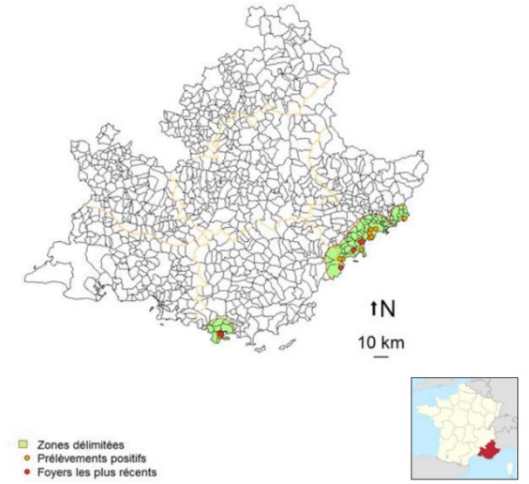 ↑N
10 km
Zones délimitées
Prélèvements positifs
Foyers les plus récents